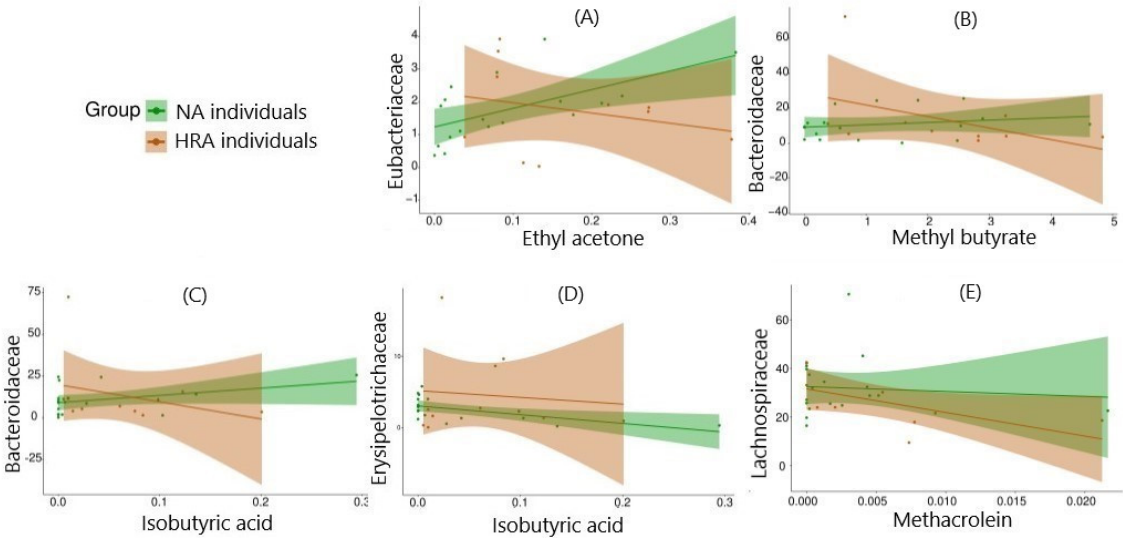 Group
NA individuals
HRA individuals
(A)
Eubacteriaceae
4
3
2
1
0
−1
0.0 0.1 0.2 0.3 0.4
Ethyl acetone
(B)
Bacteroidaceae
60
40
20
0
−20
−40
0 1 2 3 4 5
Methyl butyrate
(C)
Bacteroidaceae
75
50
25
0
−25
0.0 0.1 0.2 0.3
Isobutyric acid
(D)
Erysipelotrichaceae
10
0
0.0 0.1 0.2 0.3
Isobutyric acid
(E)
Lachnospiraceae
60
40
20
0
0.000 0.005 0.010 0.015 0.020
Methacrolein